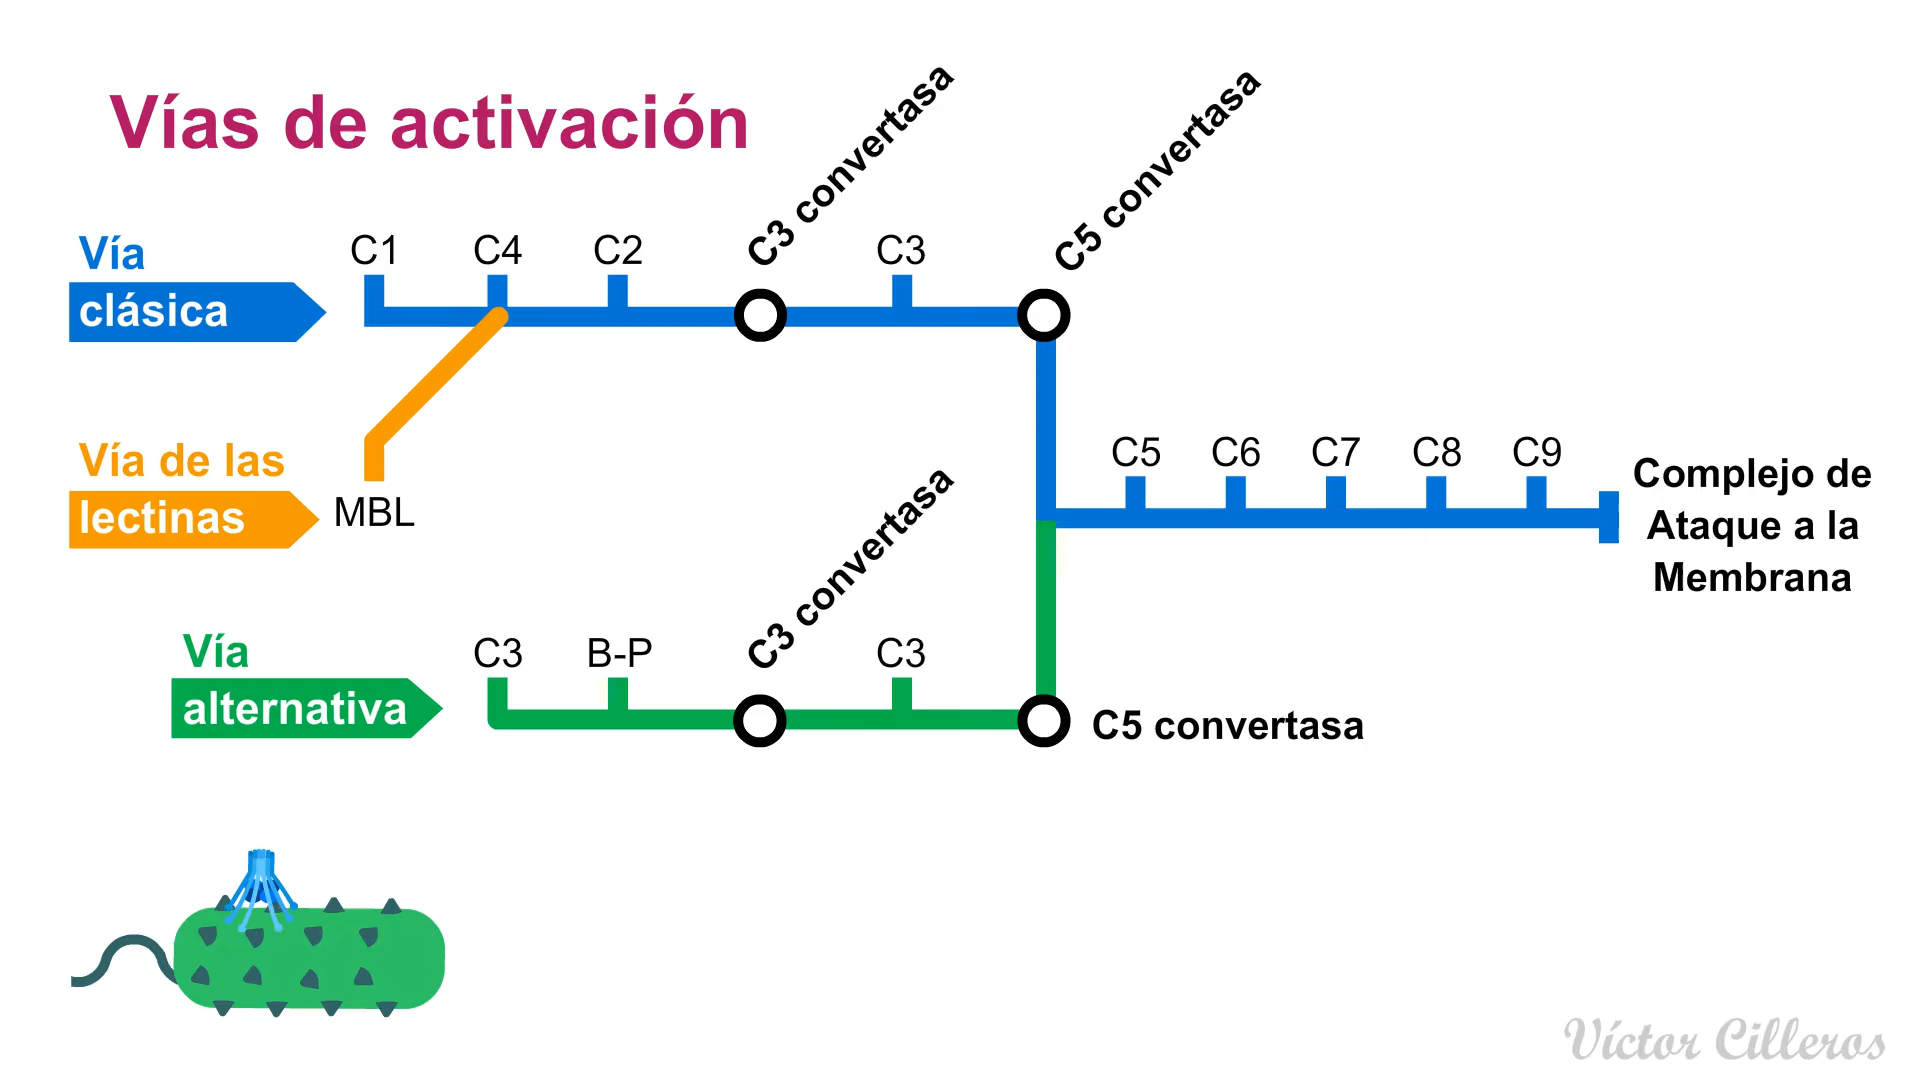 Vías de activación
C3 convertasa
C5 convertasa
Vía
clásica
C1
C4
C2
C3
Vía de las
lectinas
MBL
C5
C6
C7
C8
C9
Complejo de
Ataque a la
Membrana
C3 convertasa
Vía
alternativa
C3
B-P
C3
C5 convertasa
Víctor Cilleros